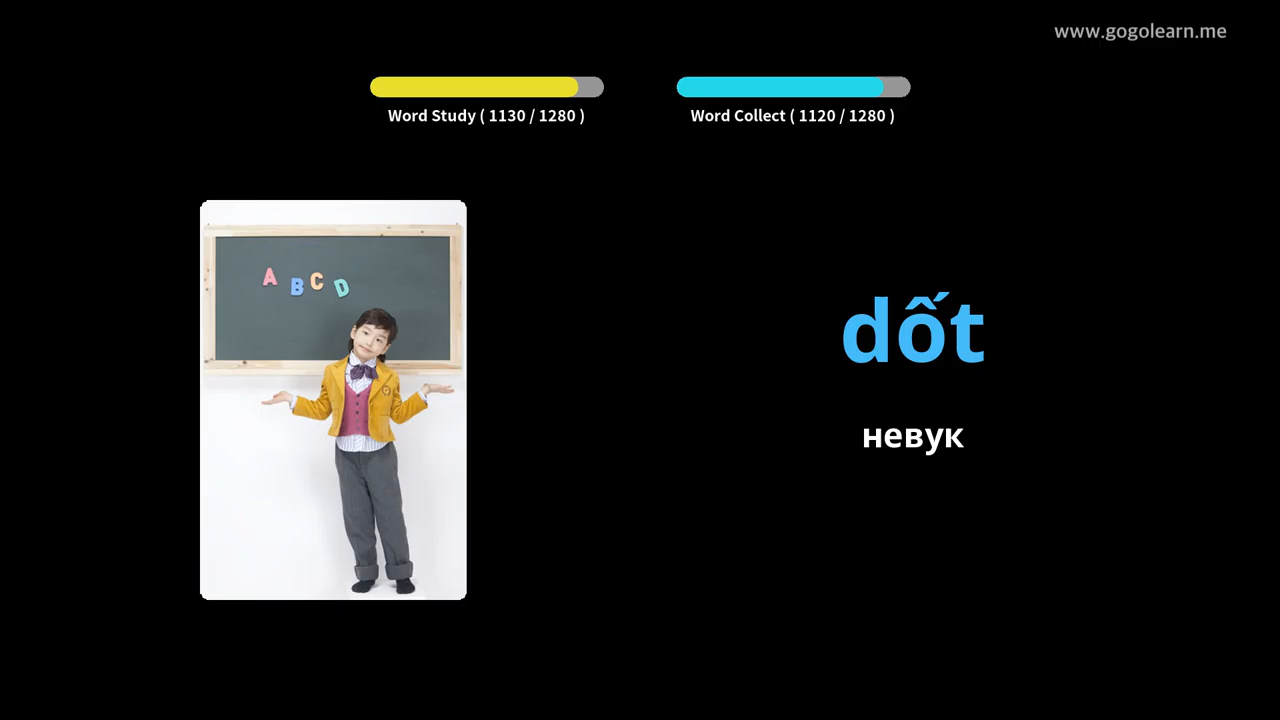 www.gogolearn.me
Word Study ( 1130 / 1280 )
Word Collect ( 1120 / 1280 )
A B C D
dốt
невук